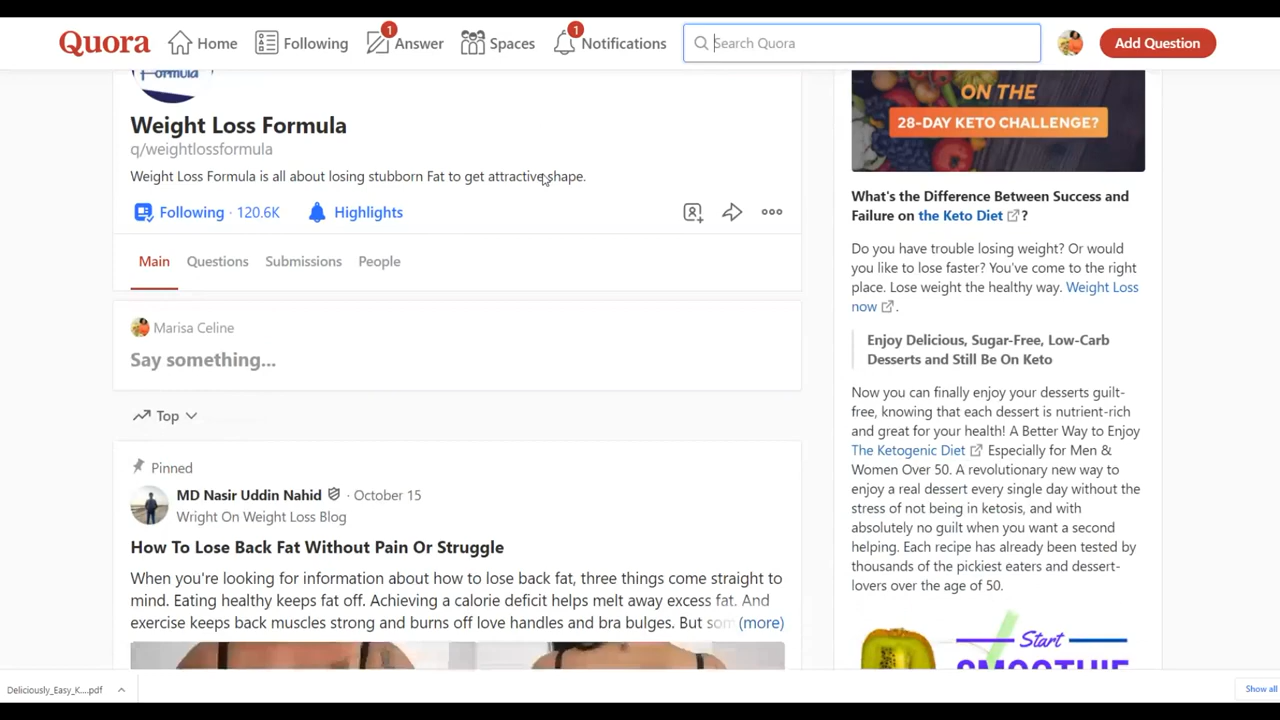 Quora
Home
Following
1
Answer
Spaces
1
Notifications
Search Quora
Add Question
Formula
Weight Loss Formula
q/weightlossformula
Weight Loss Formula is all about losing stubborn Fat to get attractive shape.
Following · 120.6K
Highlights
Main
Questions
Submissions
People
Marisa Celine
Say something...
Top
Pinned
MD Nasir Uddin Nahid · October 15
Wright On Weight Loss Blog
How To Lose Back Fat Without Pain Or Struggle
When you're looking for information about how to lose back fat, three things come straight to
mind. Eating healthy keeps fat off. Achieving a calorie deficit helps melt away excess fat. And
exercise keeps back muscles strong and burns off love handles and bra bulges. But som (more)
ON THE
28-DAY KETO CHALLENGE?
What's the Difference Between Success and
Failure on the Keto Diet ?
Do you have trouble losing weight? Or would
you like to lose faster? You've come to the right
place. Lose weight the healthy way. Weight Loss
now .
Enjoy Delicious, Sugar-Free, Low-Carb
Desserts and Still Be On Keto
Now you can finally enjoy your desserts guilt-
free, knowing that each dessert is nutrient-rich
and great for your health! A Better Way to Enjoy
The Ketogenic Diet Especially for Men &
Women Over 50. A revolutionary new way to
enjoy a real dessert every single day without the
stress of not being in ketosis, and with
absolutely no guilt when you want a second
helping. Each recipe has already been tested by
thousands of the pickiest eaters and dessert-
lovers over the age of 50.
Start
SMOOTHIE
Deliciously_Easy_K....pdf
Show all